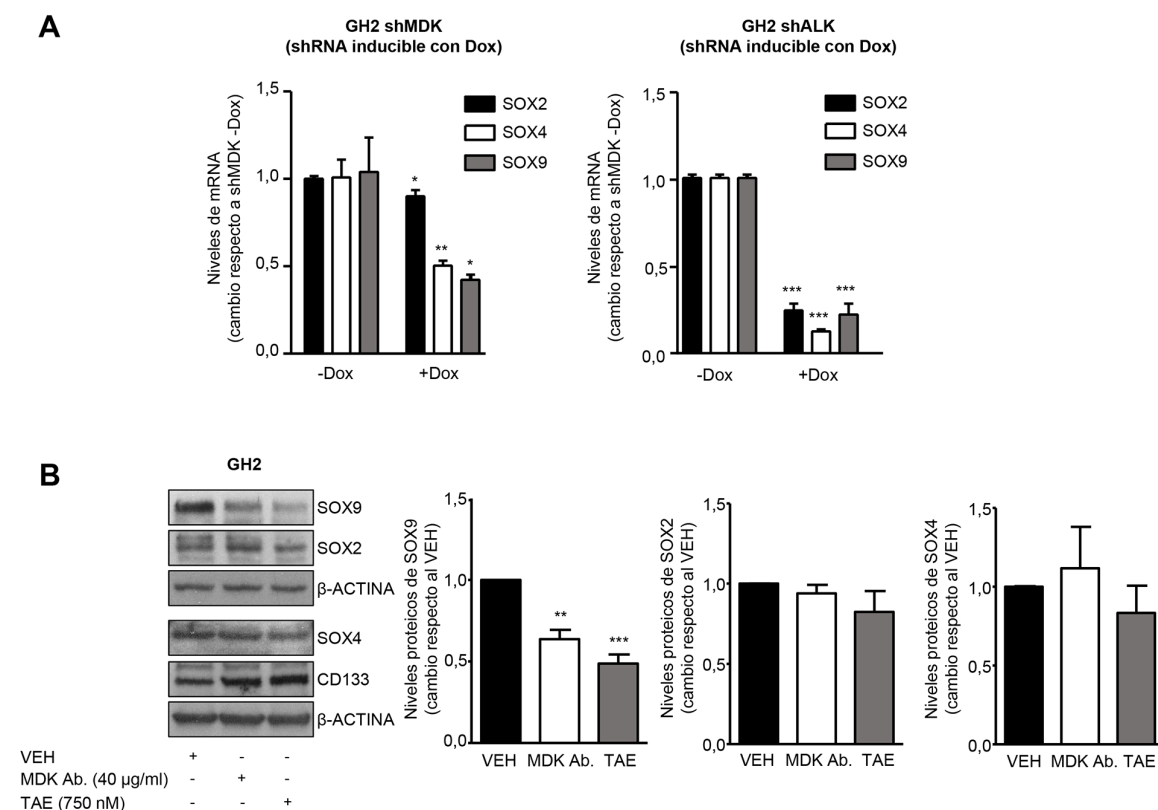 A
GH2 shMDK
(shRNA inducible con Dox)
Niveles de mRNA
(cambio respecto a shMDK -Dox)
1,5
1,0
0,5
0,0
SOX2
SOX4
SOX9
*
**
*
-Dox
+Dox
GH2 shALK
(shRNA inducible con Dox)
Niveles de mRNA
(cambio respecto a shMDK -Dox)
1,5
1,0
0,5
0,0
SOX2
SOX4
SOX9
***
***
***
-Dox
+Dox
B
GH2
SOX9
SOX2
β-ACTINA
SOX4
CD133
β-ACTINA
VEH + - -
MDK Ab. (40 µg/ml) - + -
TAE (750 nM) - - +
Niveles proteicos de SOX9
(cambio respecto al VEH)
1,5
1,0
0,5
0,0
**
***
VEH MDK Ab. TAE
Niveles proteicos de SOX2
(cambio respecto al VEH)
1,5
1,0
0,5
0,0
VEH MDK Ab. TAE
Niveles proteicos de SOX4
(cambio respecto al VEH)
1,5
1,0
0,5
0,0
VEH MDK Ab. TAE